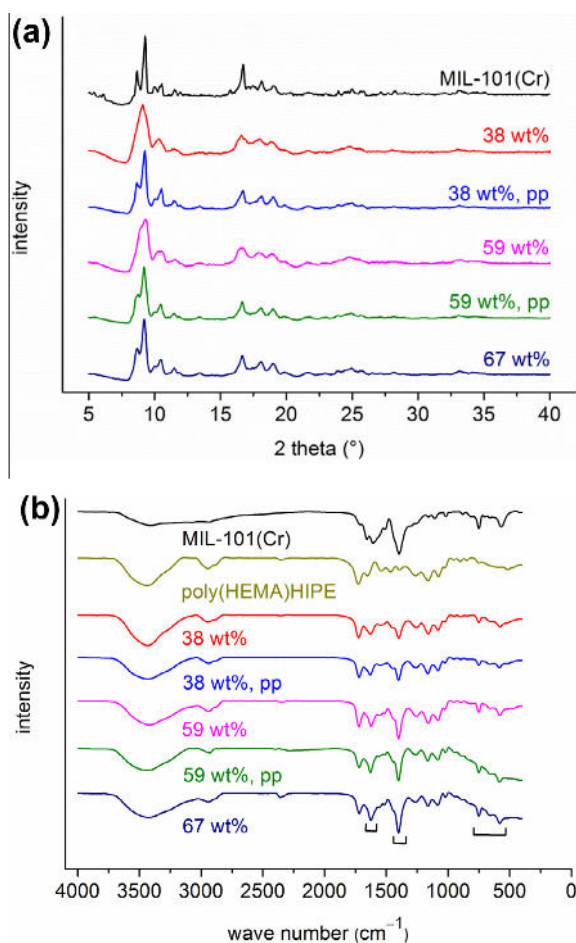 (a)
MIL-101(Cr)
38 wt%
38 wt%, pp
59 wt%
59 wt%, pp
67 wt%
intensity
5 10 15 20 25 30 35 40
2 theta (°)
(b)
MIL-101(Cr)
poly(HEMA)HIPE
38 wt%
38 wt%, pp
59 wt%
59 wt%, pp
67 wt%
intensity
4000 3500 3000 2500 2000 1500 1000 500 0
wave number (cm⁻¹)